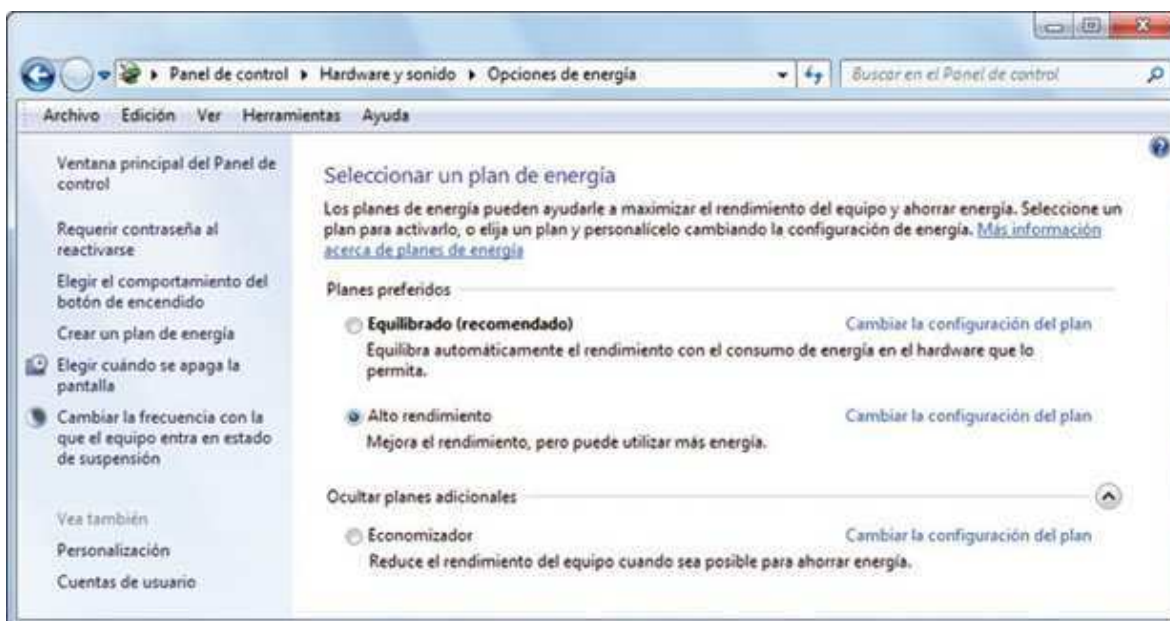 Panel de control ▸ Hardware y sonido ▸ Opciones de energía
Buscar en el Panel de control
Archivo Edición Ver Herramientas Ayuda
Ventana principal del Panel de
control
Requerir contraseña al
reactivarse
Elegir el comportamiento del
botón de encendido
Crear un plan de energía
Elegir cuándo se apaga la
pantalla
Cambiar la frecuencia con la
que el equipo entra en estado
de suspensión
Vea también
Personalización
Cuentas de usuario
Seleccionar un plan de energía
Los planes de energía pueden ayudarle a maximizar el rendimiento del equipo y ahorrar energía. Seleccione un
plan para activarlo, o elija un plan y personalícelo cambiando la configuración de energía. Más información
acerca de planes de energía
Planes preferidos
Equilibrado (recomendado) Cambiar la configuración del plan
Equilibra automáticamente el rendimiento con el consumo de energía en el hardware que lo
permita.
Alto rendimiento Cambiar la configuración del plan
Mejora el rendimiento, pero puede utilizar más energía.
Ocultar planes adicionales
Economizador Cambiar la configuración del plan
Reduce el rendimiento del equipo cuando sea posible para ahorrar energía.